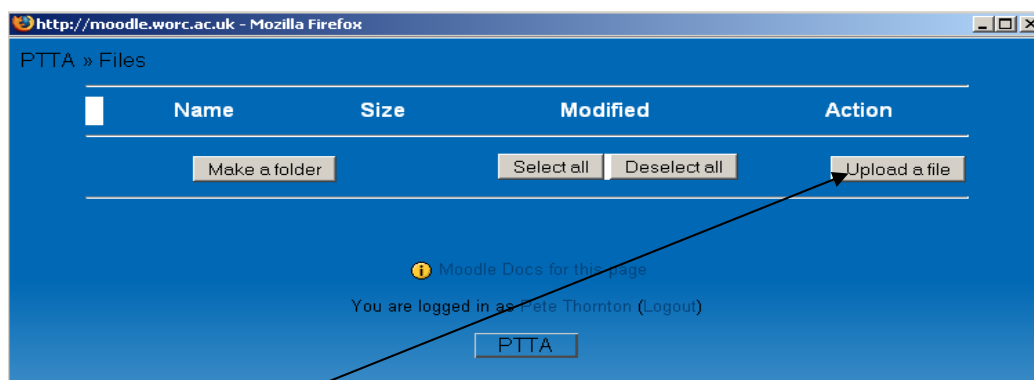 http://moodle.worc.ac.uk - Mozilla Firefox
PTTA » Files
Name Size Modified Action
Make a folder Select all Deselect all Upload a file
Moodle Docs for this page
You are logged in as Pete Thornton (Logout)
PTTA